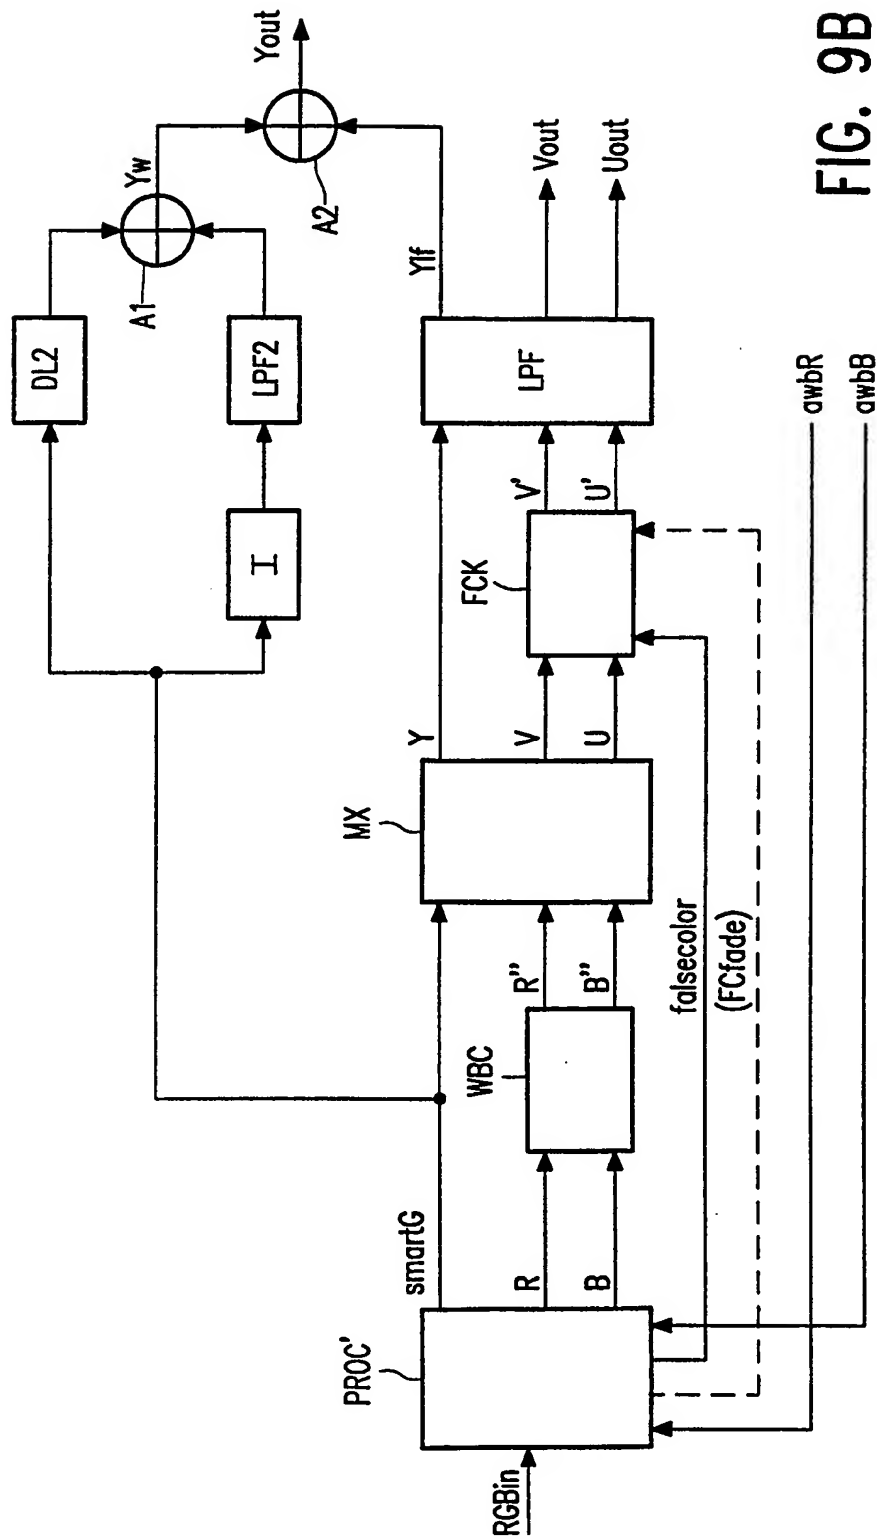 RGBin
PROC'
smartG
R
B
WBC
R''
B''
MX
Y
V
U
falsecolor
(FCfade)
FCK
V'
U'
I
DL2
LPF2
LPF
A1
Yw
A2
Ylf
Yout
Vout
Uout
awbR
awbB
FIG. 9B